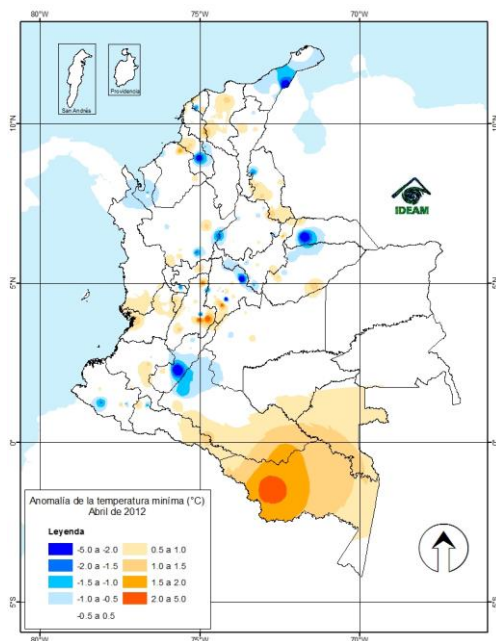 80°W 75°W 70°W
San Andrés
Providencia
10°N
IDEAM
5°N
0°
Anomalía de la temperatura miníma (°C)
Abril de 2012
Leyenda
-5.0 a -2.0 0.5 a 1.0
-2.0 a -1.5 1.0 a 1.5
-1.5 a -1.0 1.5 a 2.0
-1.0 a -0.5 2.0 a 5.0
-0.5 a 0.5
5°S
80°W 75°W 70°W